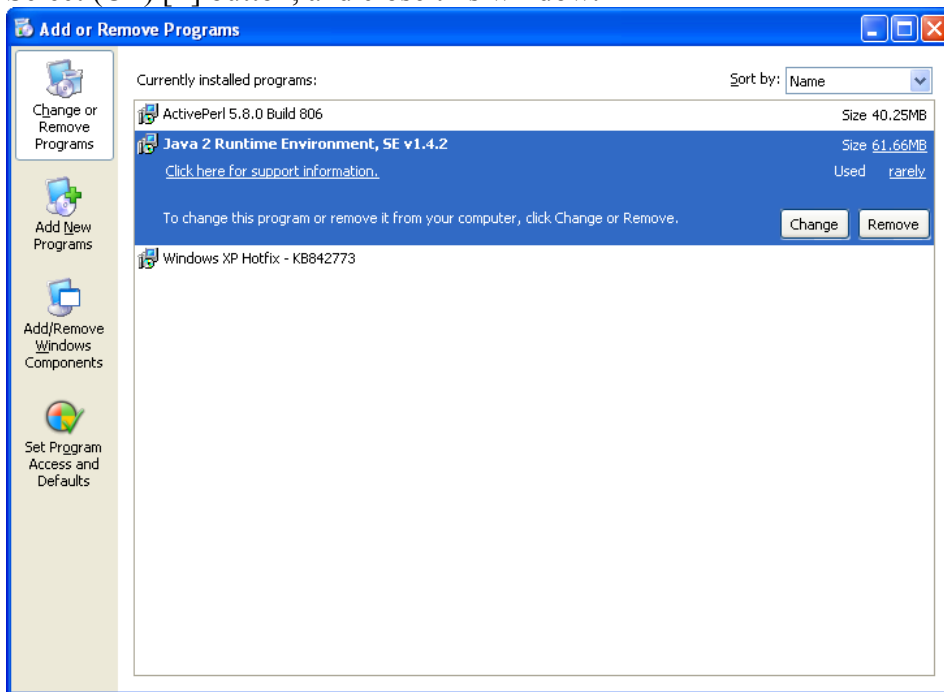 Add or Remove Programs
Currently installed programs:
Sort by: Name
Change or
Remove
Programs
ActivePerl 5.8.0 Build 806 Size 40.25MB
Java 2 Runtime Environment, SE v1.4.2 Size 61.66MB
Click here for support information. Used rarely
To change this program or remove it from your computer, click Change or Remove.
Change Remove
Windows XP Hotfix - KB842773
Add New
Programs
Add/Remove
Windows
Components
Set Program
Access and
Defaults